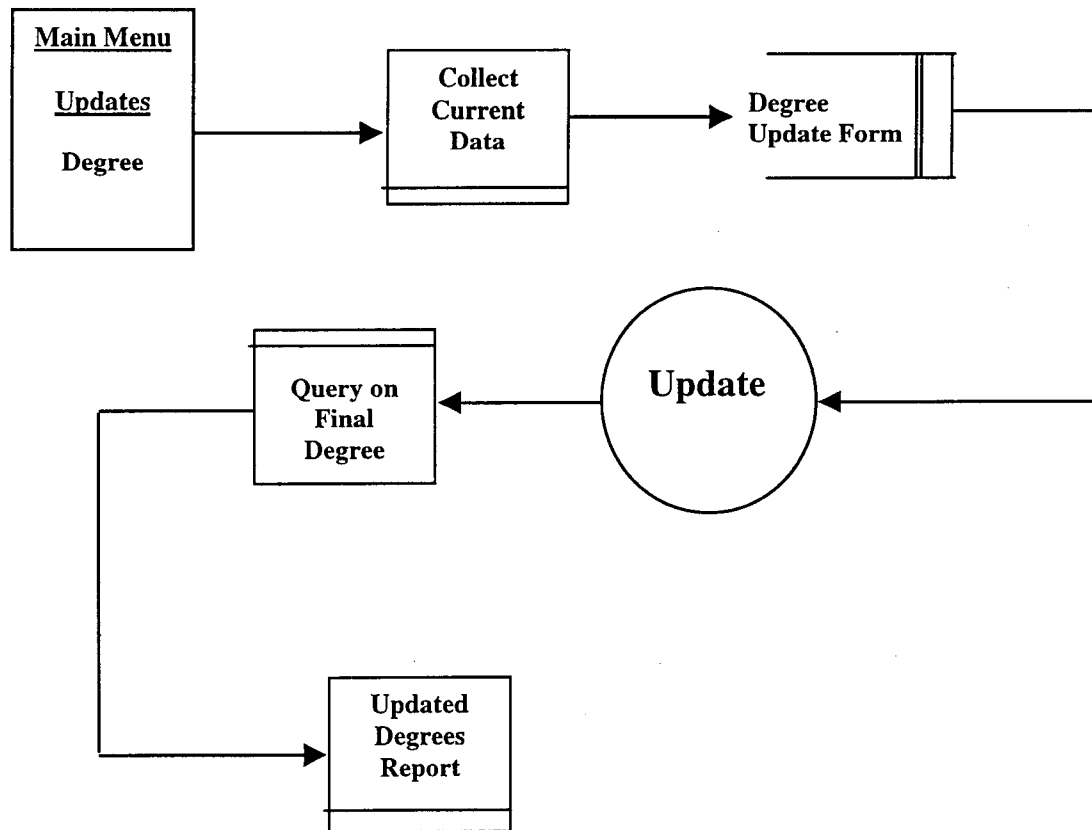 Main Menu
Updates
Degree
Collect
Current
Data
Degree
Update Form
Update
Query on
Final
Degree
Updated
Degrees
Report